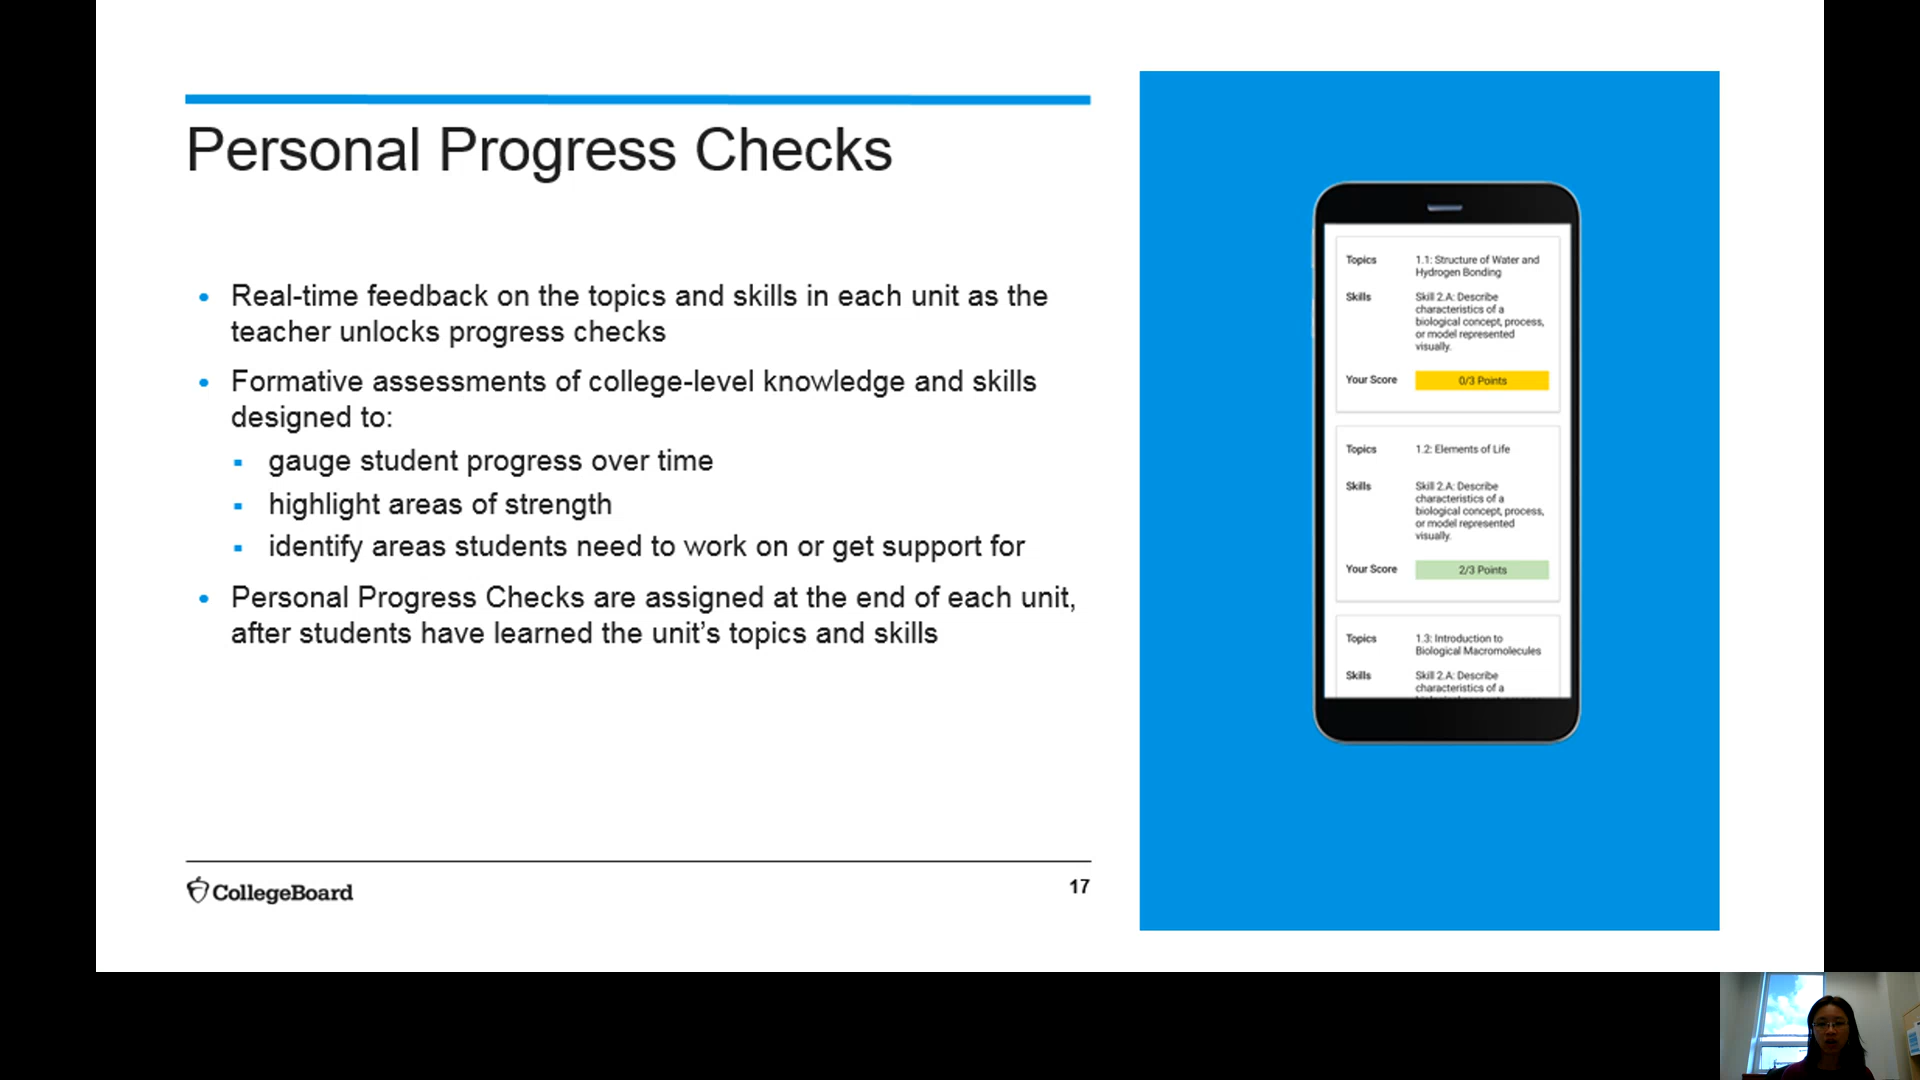 Personal Progress Checks
Real-time feedback on the topics and skills in each unit as the
teacher unlocks progress checks
Formative assessments of college-level knowledge and skills
designed to:
gauge student progress over time
highlight areas of strength
identify areas students need to work on or get support for
Personal Progress Checks are assigned at the end of each unit,
after students have learned the unit's topics and skills
CollegeBoard
17
Topics 1.1: Structure of Water and
Hydrogen Bonding
Skills Skill 2.A: Describe
characteristics of a
biological concept, process,
or model represented
visually.
Your Score 0/3 Points
Topics 1.2: Elements of Life
Skills Skill 2.A: Describe
characteristics of a
biological concept, process,
or model represented
visually.
Your Score 2/3 Points
Topics 1.3: Introduction to
Biological Macromolecules
Skills Skill 2.A: Describe
characteristics of a